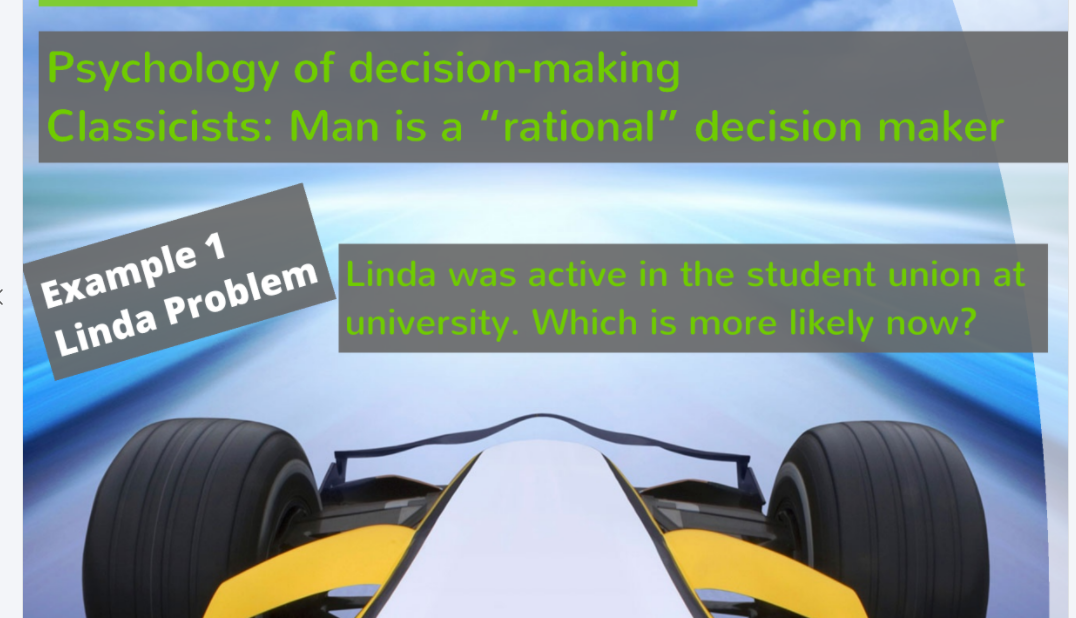 Psychology of decision-making
Classicists: Man is a “rational” decision maker
Example 1
Linda Problem
Linda was active in the student union at
university. Which is more likely now?